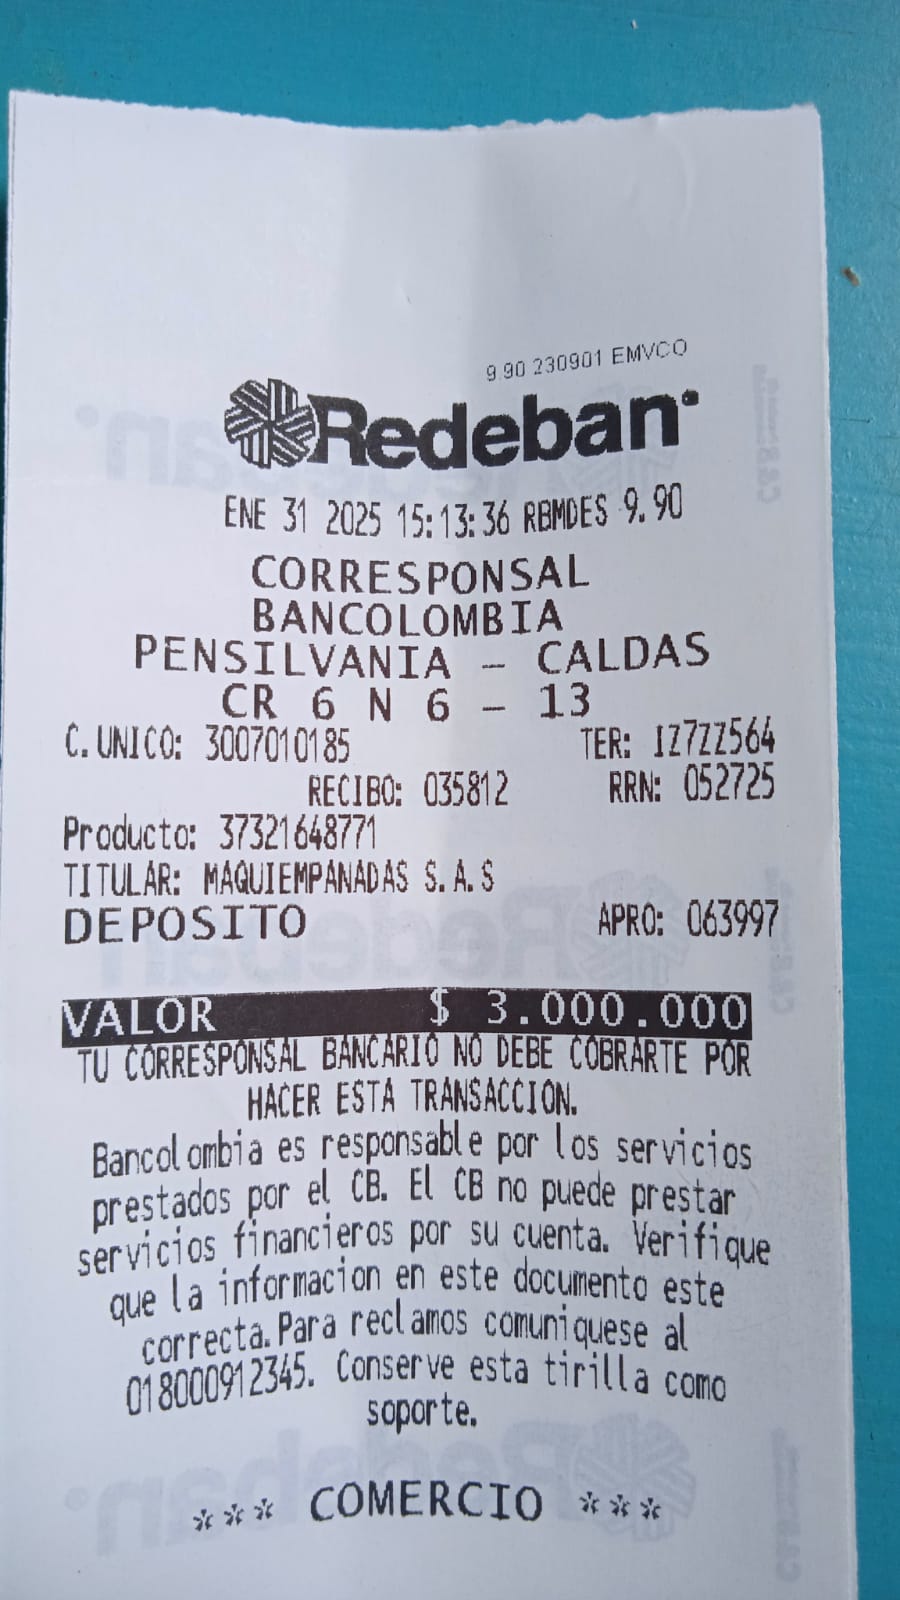 9.90 230901 EMVCO
Redeban
ENE 31 2025 15:13:36 RBMDES 9.90
CORRESPONSAL
BANCOLOMBIA
PENSILVANIA - CALDAS
CR 6 N 6 - 13
C. UNICO: 3007010185 TER: IZ7ZZ564
RECIBO: 035812 RRN: 052725
Producto: 37321648771
TITULAR: MAQUIEMPANADAS S.A.S
DEPOSITO APRO: 063997
VALOR $ 3.000.000
TU CORRESPONSAL BANCARIO NO DEBE COBRARTE POR
HACER ESTA TRANSACCION.
Bancolombia es responsable por los servicios
prestados por el CB. El CB no puede prestar
servicios financieros por su cuenta. Verifique
que la informacion en este documento este
correcta.Para reclamos comuniquese al
018000912345. Conserve esta tirilla como
soporte.
*** COMERCIO ***